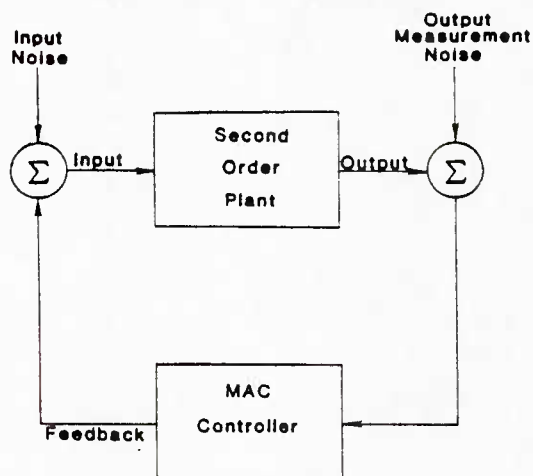 Input
Noise
Output
Measurement
Noise
Σ
Input
Second
Order
Plant
Output
Σ
MAC
Controller
Feedback